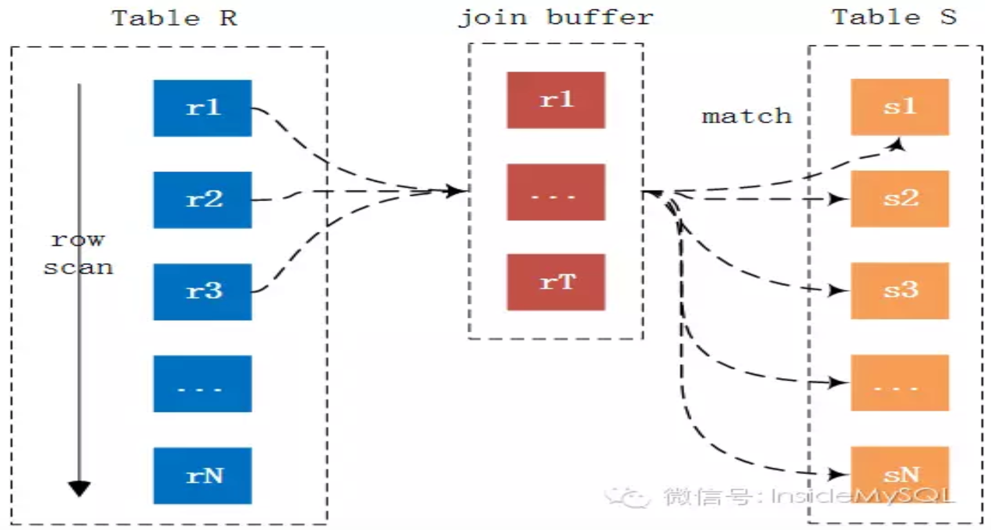 Table R
join buffer
Table S
r1
r2
row
scan
r3
...
rN
r1
...
rT
match
s1
s2
s3
...
sN
微信号: InsideMySQL